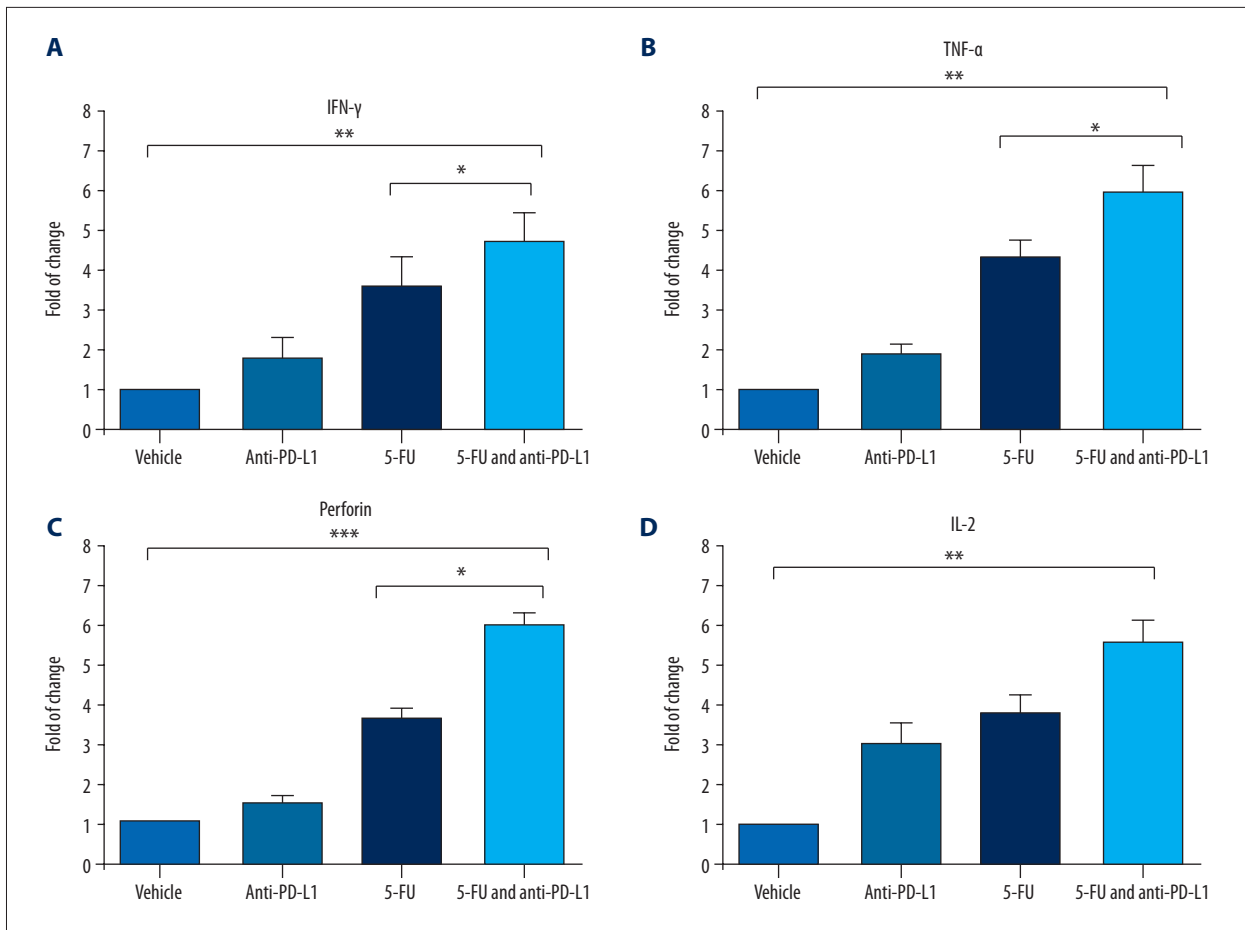 A
IFN-γ
**
*
8
7
6
5
4
3
2
1
0
Fold of change
Vehicle
Anti-PD-L1
5-FU
5-FU and anti-PD-L1
B
TNF-α
**
*
8
7
6
5
4
3
2
1
0
Fold of change
Vehicle
Anti-PD-L1
5-FU
5-FU and anti-PD-L1
C
Perforin
***
*
8
7
6
5
4
3
2
1
0
Fold of change
Vehicle
Anti-PD-L1
5-FU
5-FU and anti-PD-L1
D
IL-2
**
8
7
6
5
4
3
2
1
0
Fold of change
Vehicle
Anti-PD-L1
5-FU
5-FU and anti-PD-L1